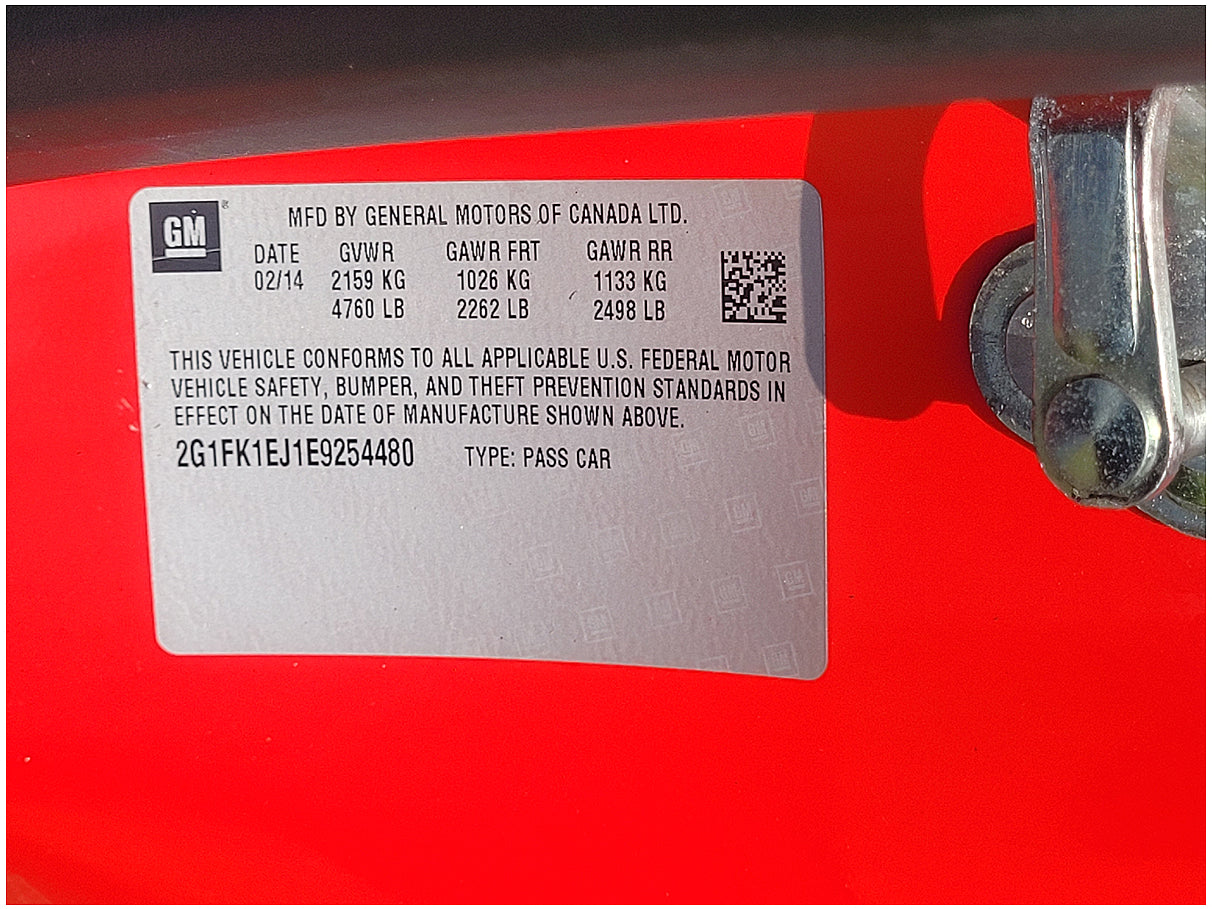 GM ® MFD BY GENERAL MOTORS OF CANADA LTD.
DATE GVWR GAWR FRT GAWR RR
02/14 2159 KG 1026 KG 1133 KG
4760 LB 2262 LB 2498 LB
THIS VEHICLE CONFORMS TO ALL APPLICABLE U.S. FEDERAL MOTOR
VEHICLE SAFETY, BUMPER, AND THEFT PREVENTION STANDARDS IN
EFFECT ON THE DATE OF MANUFACTURE SHOWN ABOVE.
2G1FK1EJ1E9254480 TYPE: PASS CAR